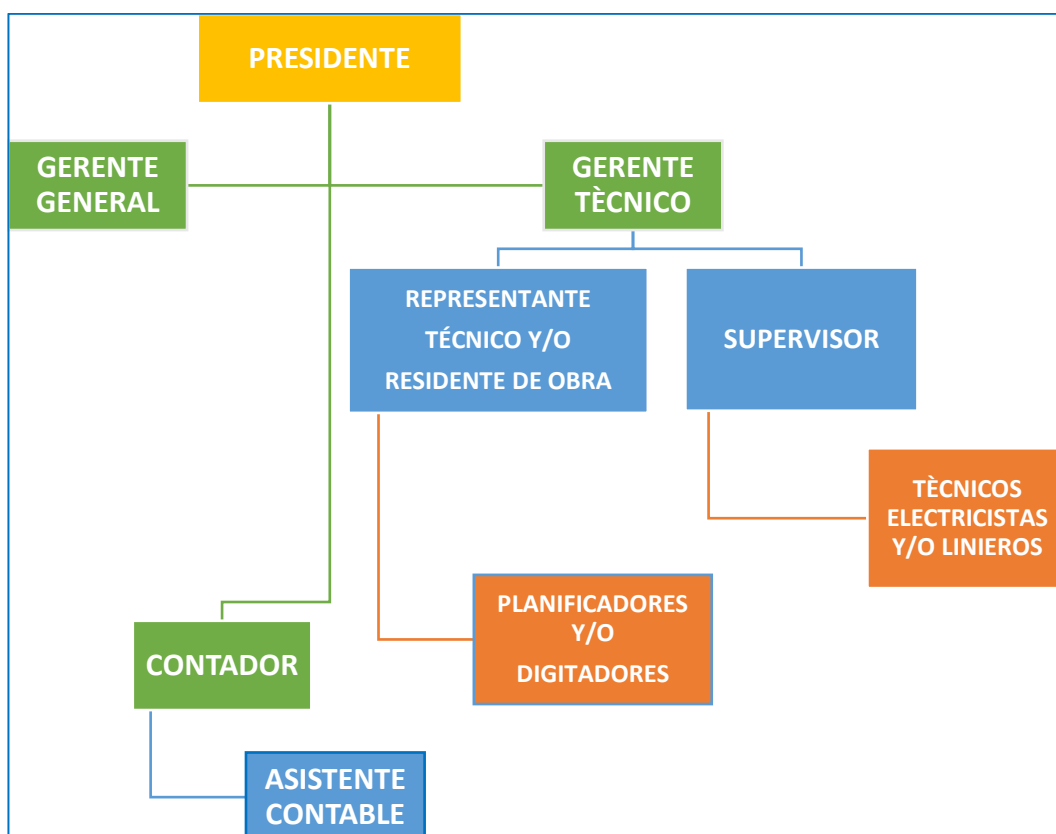 PRESIDENTE
GERENTE
GENERAL
GERENTE
TÈCNICO
REPRESENTANTE
TÉCNICO Y/O
RESIDENTE DE OBRA
SUPERVISOR
TÈCNICOS
ELECTRICISTAS
Y/O LINIEROS
PLANIFICADORES
Y/O
DIGITADORES
CONTADOR
ASISTENTE
CONTABLE